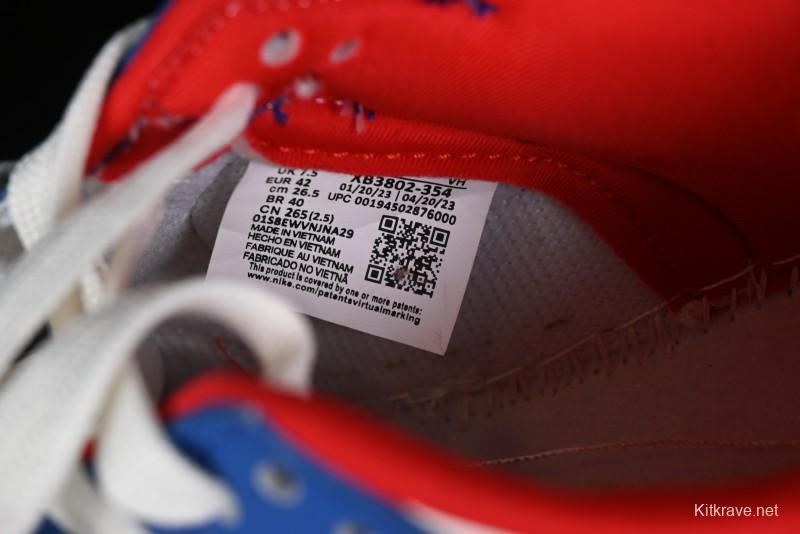 UK 7.5
EUR 42
cm 26.5
BR 40
CN 265(2.5)
01SBEWVNJNA29
MADE IN VIETNAM
HECHO EN VIETNAM
FABRIQUE AU VIETNAM
FABRICADO NO VIETNÃ
This product is covered by one or more patents:
www.nike.com/patentsvirtualmarking
VH
XB3802-354
01/20/23 | 04/20/23
UPC 00194502876000
Kitkrave.net